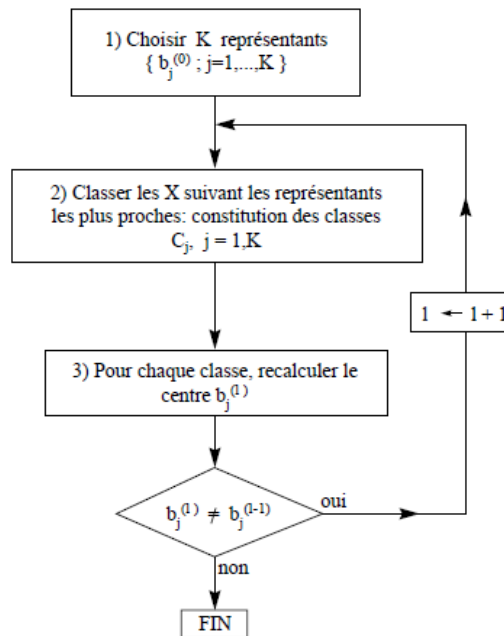 1) Choisir K représentants
{ b_j^(0) ; j=1,...,K }
2) Classer les X suivant les représentants
les plus proches: constitution des classes
C_j, j = 1,K
l ← l + 1
3) Pour chaque classe, recalculer le
centre b_j^(l)
oui
b_j^(l) ≠ b_j^(l-1)
non
FIN